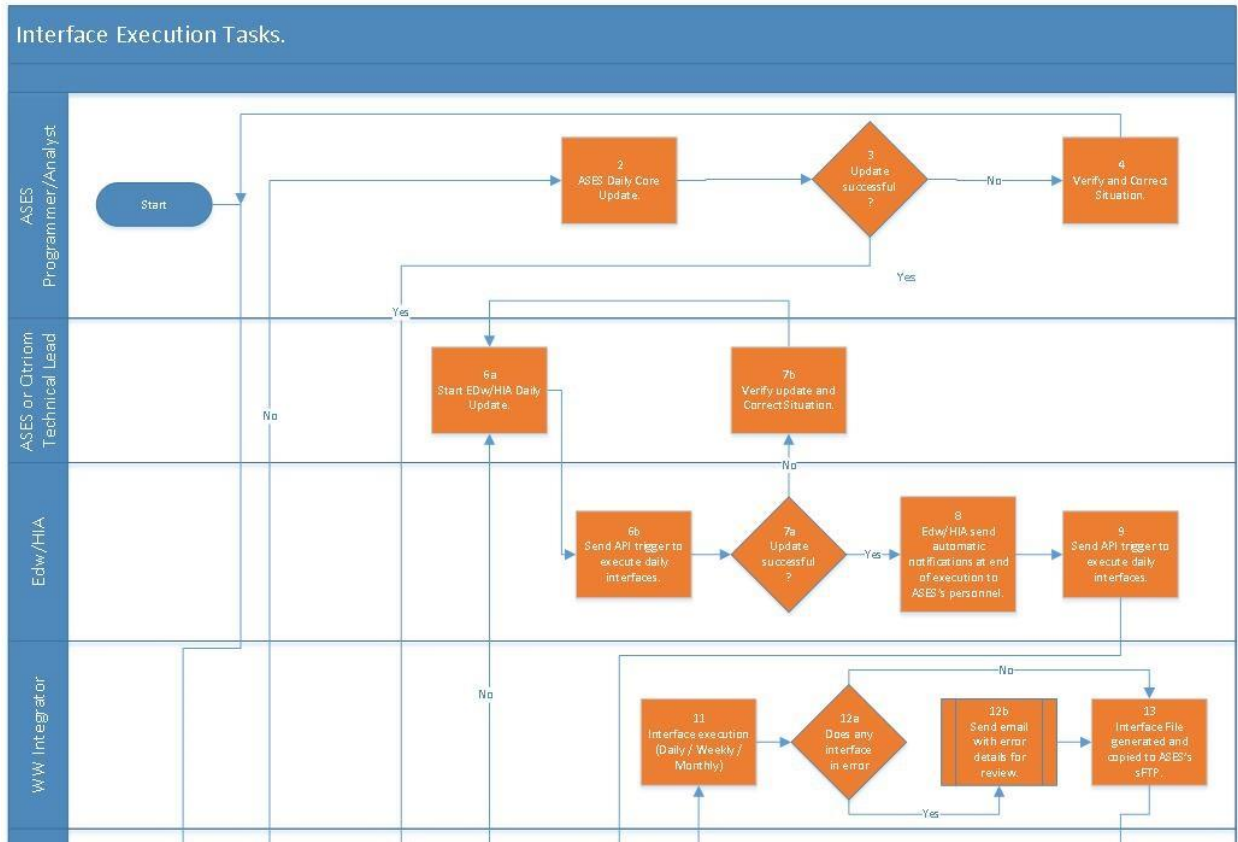 Interface Execution Tasks.
ASES
Programmer/Analyst
Start
2
ASES Daily Core
Update.
3
Update
successful
?
No
4
Verify and Correct
Situation.
Yes
Yes
No
ASES or Citriom
Technical Lead
6a
Start EDw/HIA Daily
Update.
7b
Verify update and
Correct Situation.
No
Edw/HIA
6b
Send API trigger to
execute daily
interfaces.
7a
Update
successful
?
Yes
8
Edw/HIA send
automatic
notifications at end
of execution to
ASES's personnel.
9
Send API trigger to
execute daily
interfaces.
WW Integrator
No
11
Interface execution
(Daily / Weekly /
Monthly)
12a
Does any
interface
in error
No
Yes
12b
Send email
with error
details for
review.
13
Interface File
generated and
copied to ASES's
sFTP.